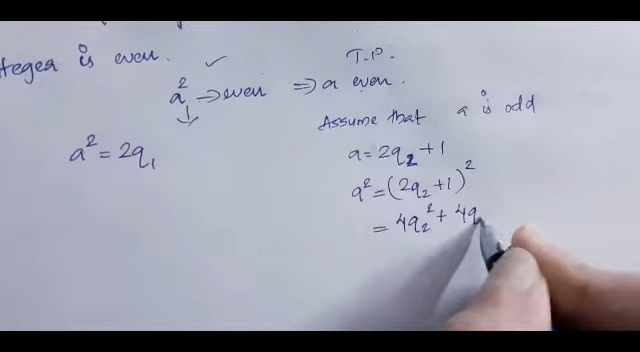 teger is even. ✓
T.P.
a² → even ⇒ a even.
Assume that a is odd
a² = 2q₁
a = 2q₂ + 1
a² = (2q₂ + 1)²
= 4q₂² + 4q